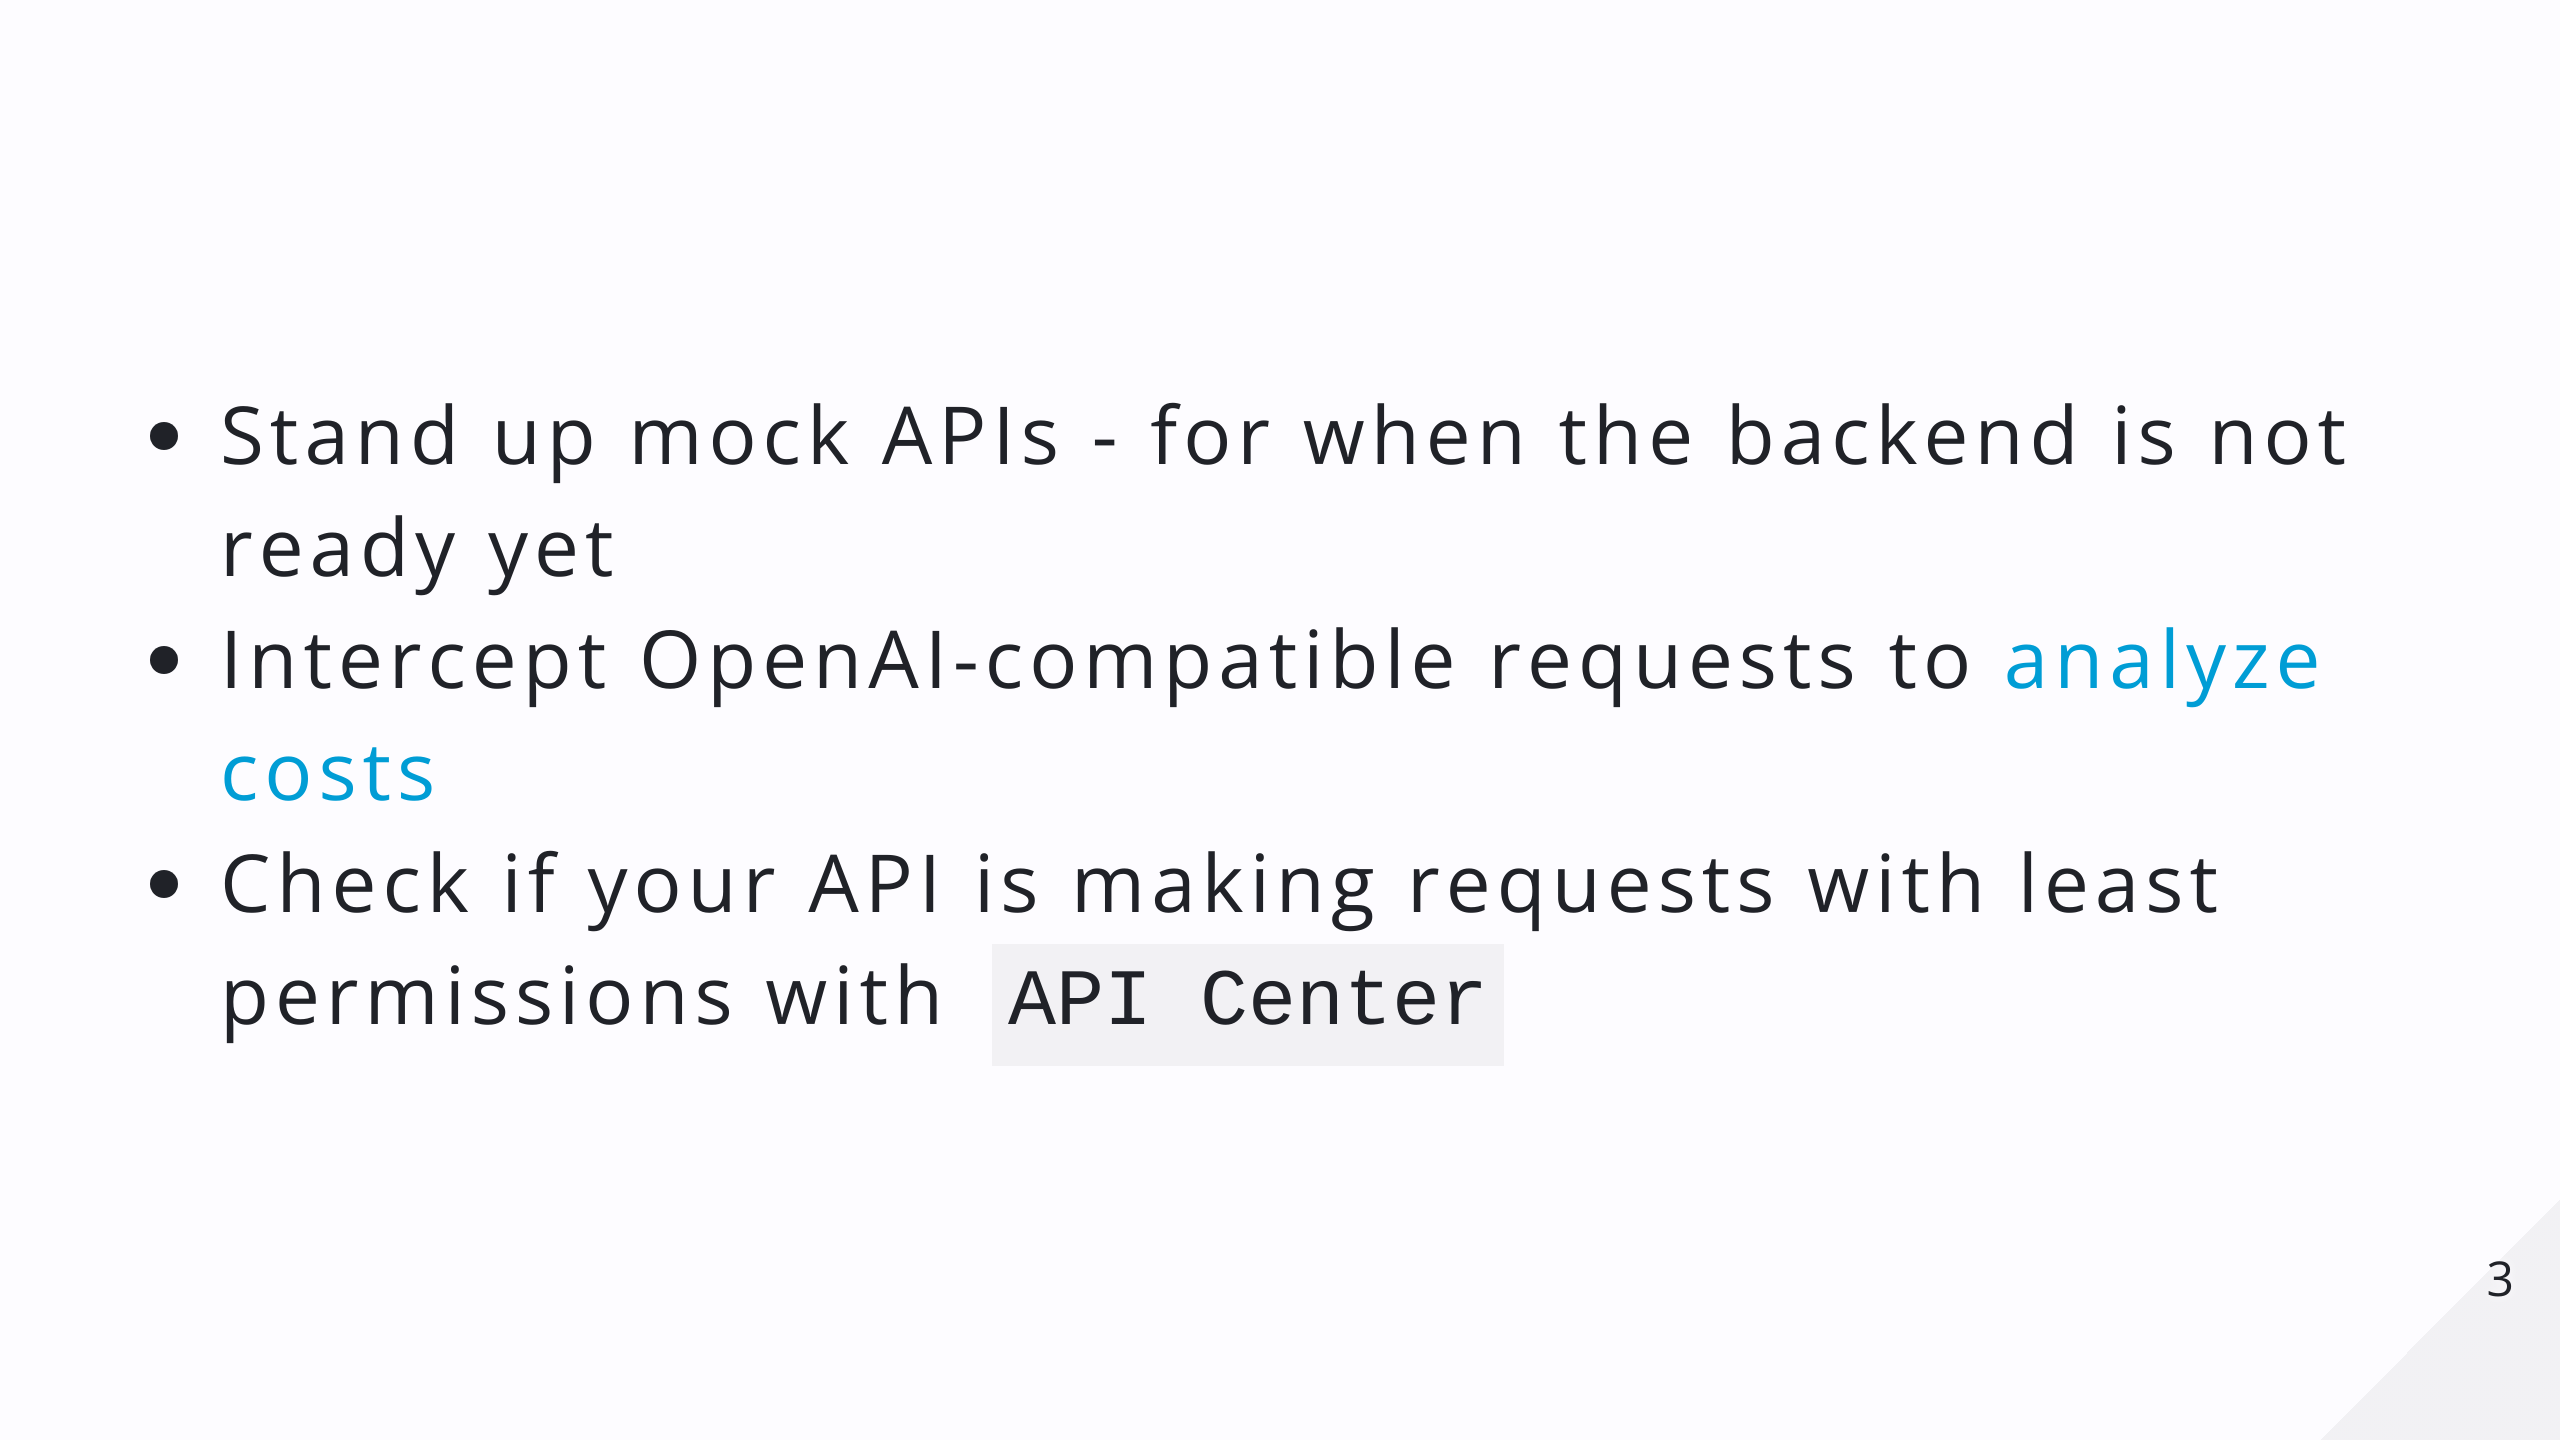 Stand up mock APIs - for when the backend is not
ready yet
Intercept OpenAI-compatible requests to analyze
costs
Check if your API is making requests with least
permissions with API Center
3